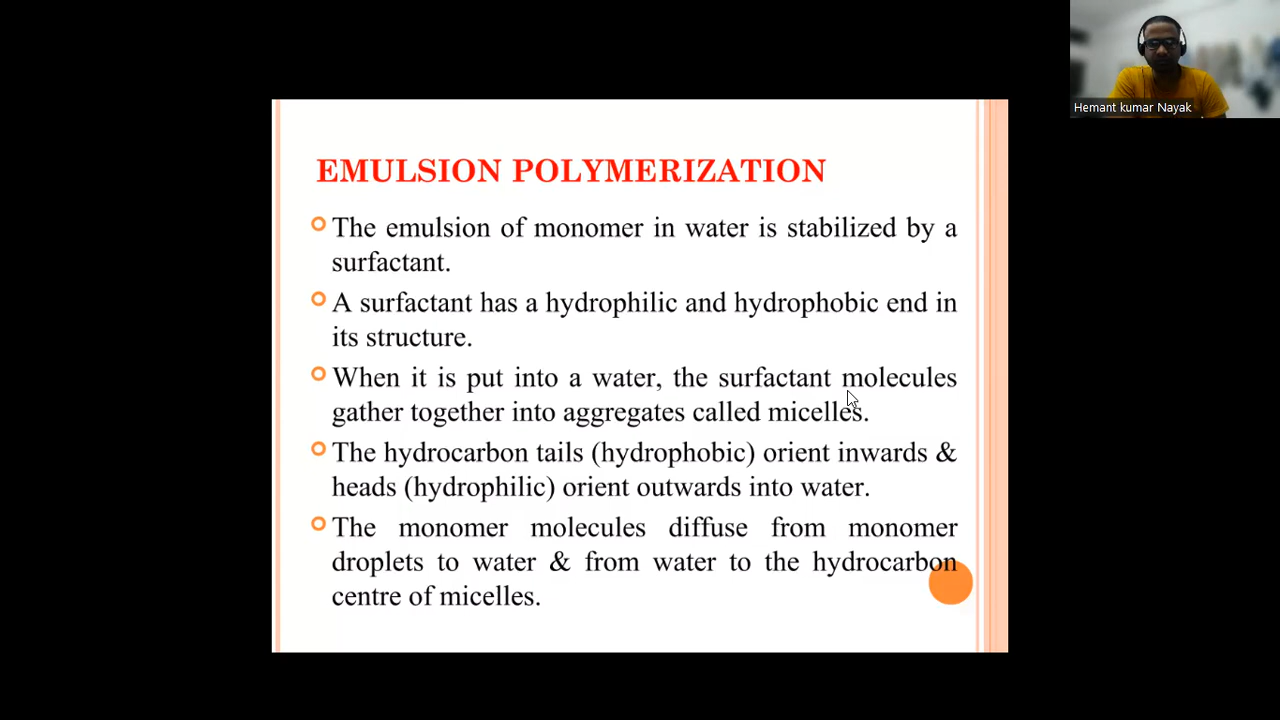 Hemant kumar Nayak
EMULSION POLYMERIZATION
The emulsion of monomer in water is stabilized by a
surfactant.
A surfactant has a hydrophilic and hydrophobic end in
its structure.
When it is put into a water, the surfactant molecules
gather together into aggregates called micelles.
The hydrocarbon tails (hydrophobic) orient inwards &
heads (hydrophilic) orient outwards into water.
The monomer molecules diffuse from monomer
droplets to water & from water to the hydrocarbon
centre of micelles.